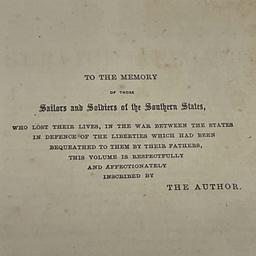 TO THE MEMORY
OF THOSE
Sailors and Soldiers of the Southern States,
WHO LOST THEIR LIVES, IN THE WAR BETWEEN THE STATES
IN DEFENCE OF THE LIBERTIES WHICH HAD BEEN
BEQUEATHED TO THEM BY THEIR FATHERS,
THIS VOLUME IS RESPECTFULLY
AND AFFECTIONATELY
INSCRIBED BY
THE AUTHOR.